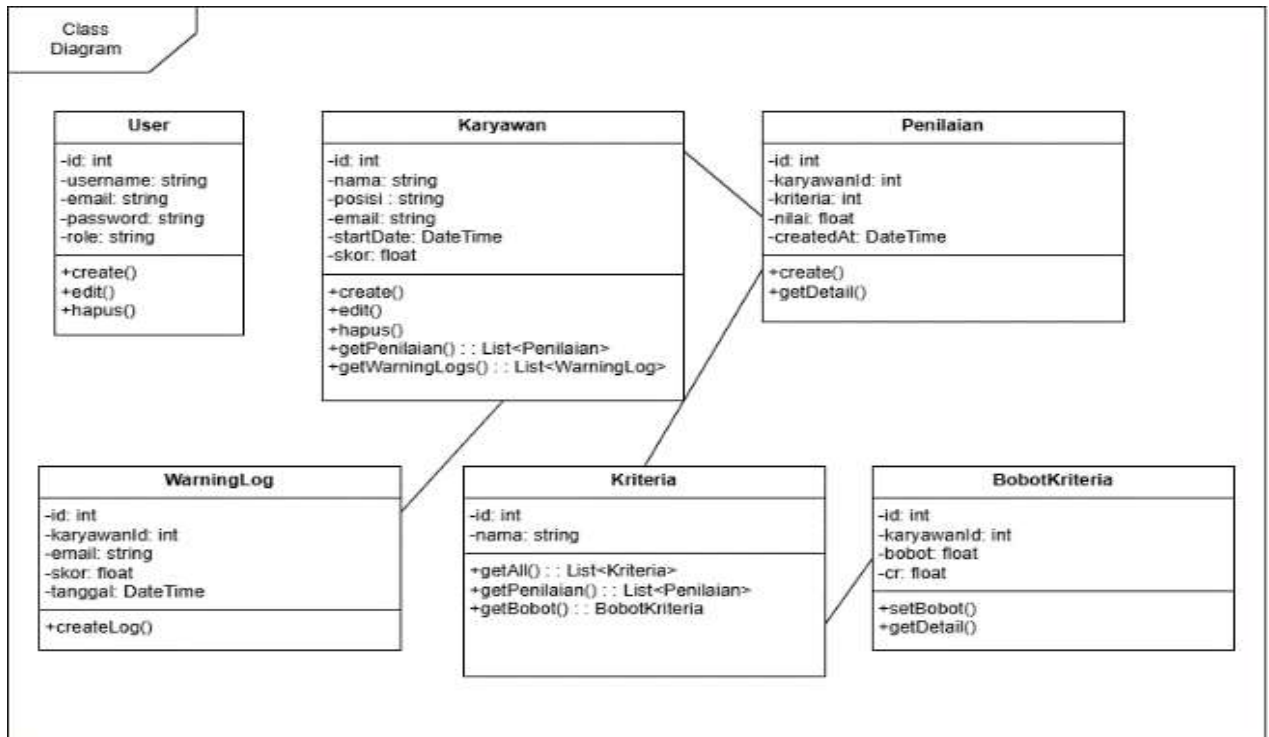 Class
Diagram
User
-id: int
-username: string
-email: string
-password: string
-role: string
+create()
+edit()
+hapus()
Karyawan
-id: int
-nama: string
-posisi : string
-email: string
-startDate: DateTime
-skor: float
+create()
+edit()
+hapus()
+getPenilaian() : : List<Penilaian>
+getWarningLogs() : : List<WarningLog>
Penilaian
-id: int
-karyawanId: int
-kriteria: int
-nilai: float
-createdAt: DateTime
+create()
+getDetail()
WarningLog
-id: int
-karyawanId: int
-email: string
-skor: float
-tanggal: DateTime
+createLog()
Kriteria
-id: int
-nama: string
+getAll() : : List<Kriteria>
+getPenilaian() : : List<Penilaian>
+getBobot() : : BobotKriteria
BobotKriteria
-id: int
-karyawanId: int
-bobot: float
-cr: float
+setBobot()
+getDetail()